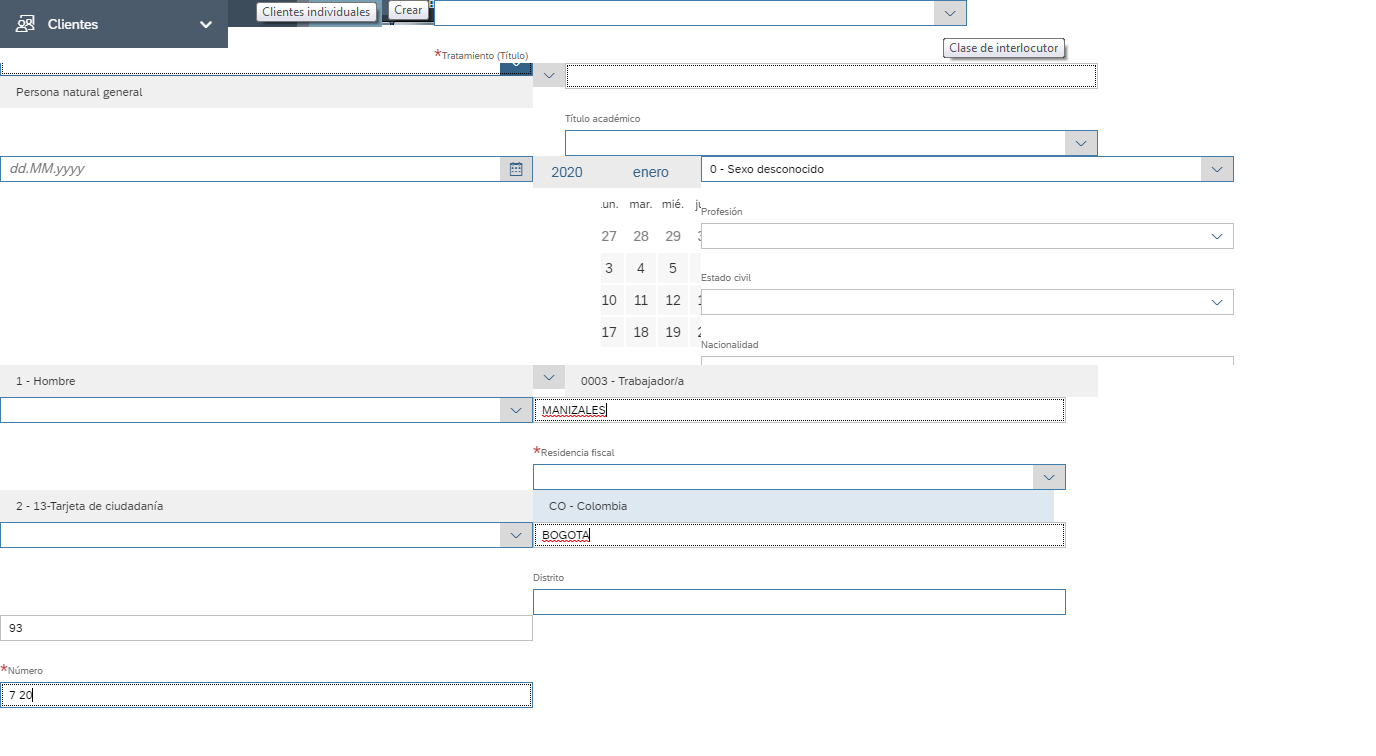 Clientes
Clientes individuales
Crear
Clase de interlocutor
*Tratamiento (Título)
Persona natural general
Título académico
dd.MM.yyyy
2020 enero
0 - Sexo desconocido
.un. mar. mié.
Profesión
27 28 29
3 4 5
Estado civil
10 11 12
17 18 19
Nacionalidad
1 - Hombre
0003 - Trabajador/a
MANIZALES
*Residencia fiscal
2 - 13-Tarjeta de ciudadanía
CO - Colombia
BOGOTA
Distrito
93
*Número
7 20